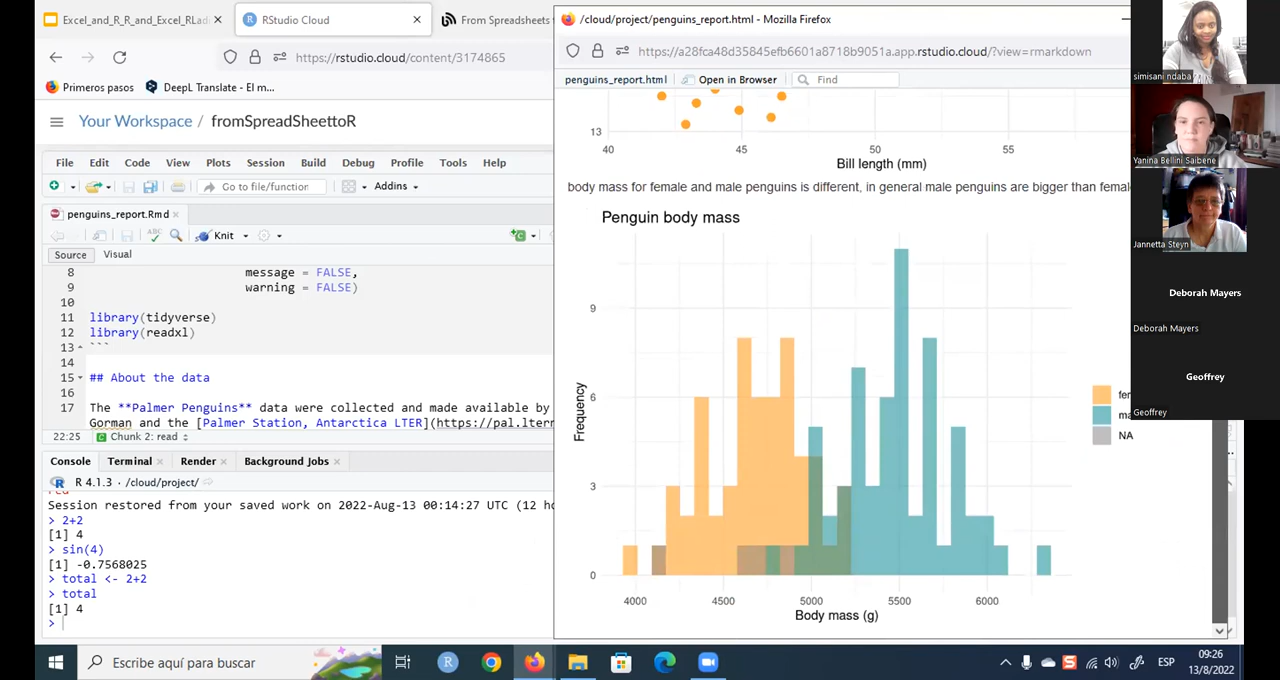 Excel_and_R_R_and_Excel_RLad
RStudio Cloud
From Spreadsheets
/cloud/project/penguins_report.html - Mozilla Firefox
https://rstudio.cloud/content/3174865
https://a28fca48d35845efb6601a8718b9051a.app.rstudio.cloud/?view=rmarkdown
Primeros pasos
DeepL Translate - El m...
penguins_report.html
Open in Browser
Find
Your Workspace / fromSpreadSheettoR
File Edit Code View Plots Session Build Debug Profile Tools Help
Go to file/function
Addins
penguins_report.Rmd
ABC
Knit
Source
Visual
8 message = FALSE,
9 warning = FALSE)
10
11 library(tidyverse)
12 library(readxl)
13 ```
14
15 ## About the data
16
17 The **Palmer Penguins** data were collected and made available by
Gorman and the [Palmer Station, Antarctica LTER](https://pal.ltern
22:25
Chunk 2: read
Console
Terminal
Render
Background Jobs
R 4.1.3 · /cloud/project/
Session restored from your saved work on 2022-Aug-13 00:14:27 UTC (12 ho
> 2+2
[1] 4
> sin(4)
[1] -0.7568025
> total <- 2+2
> total
[1] 4
>
13
40 45 50 55
Bill length (mm)
body mass for female and male penguins is different, in general male penguins are bigger than femal
Penguin body mass
Frequency
9
6
3
0
4000 4500 5000 5500 6000
Body mass (g)
fem
ma
NA
simisani ndaba
Yanina Bellini Saibene
Jannetta Steyn
Deborah Mayers
Deborah Mayers
Geoffrey
Geoffrey
Escribe aquí para buscar
ESP
09:26
13/8/2022